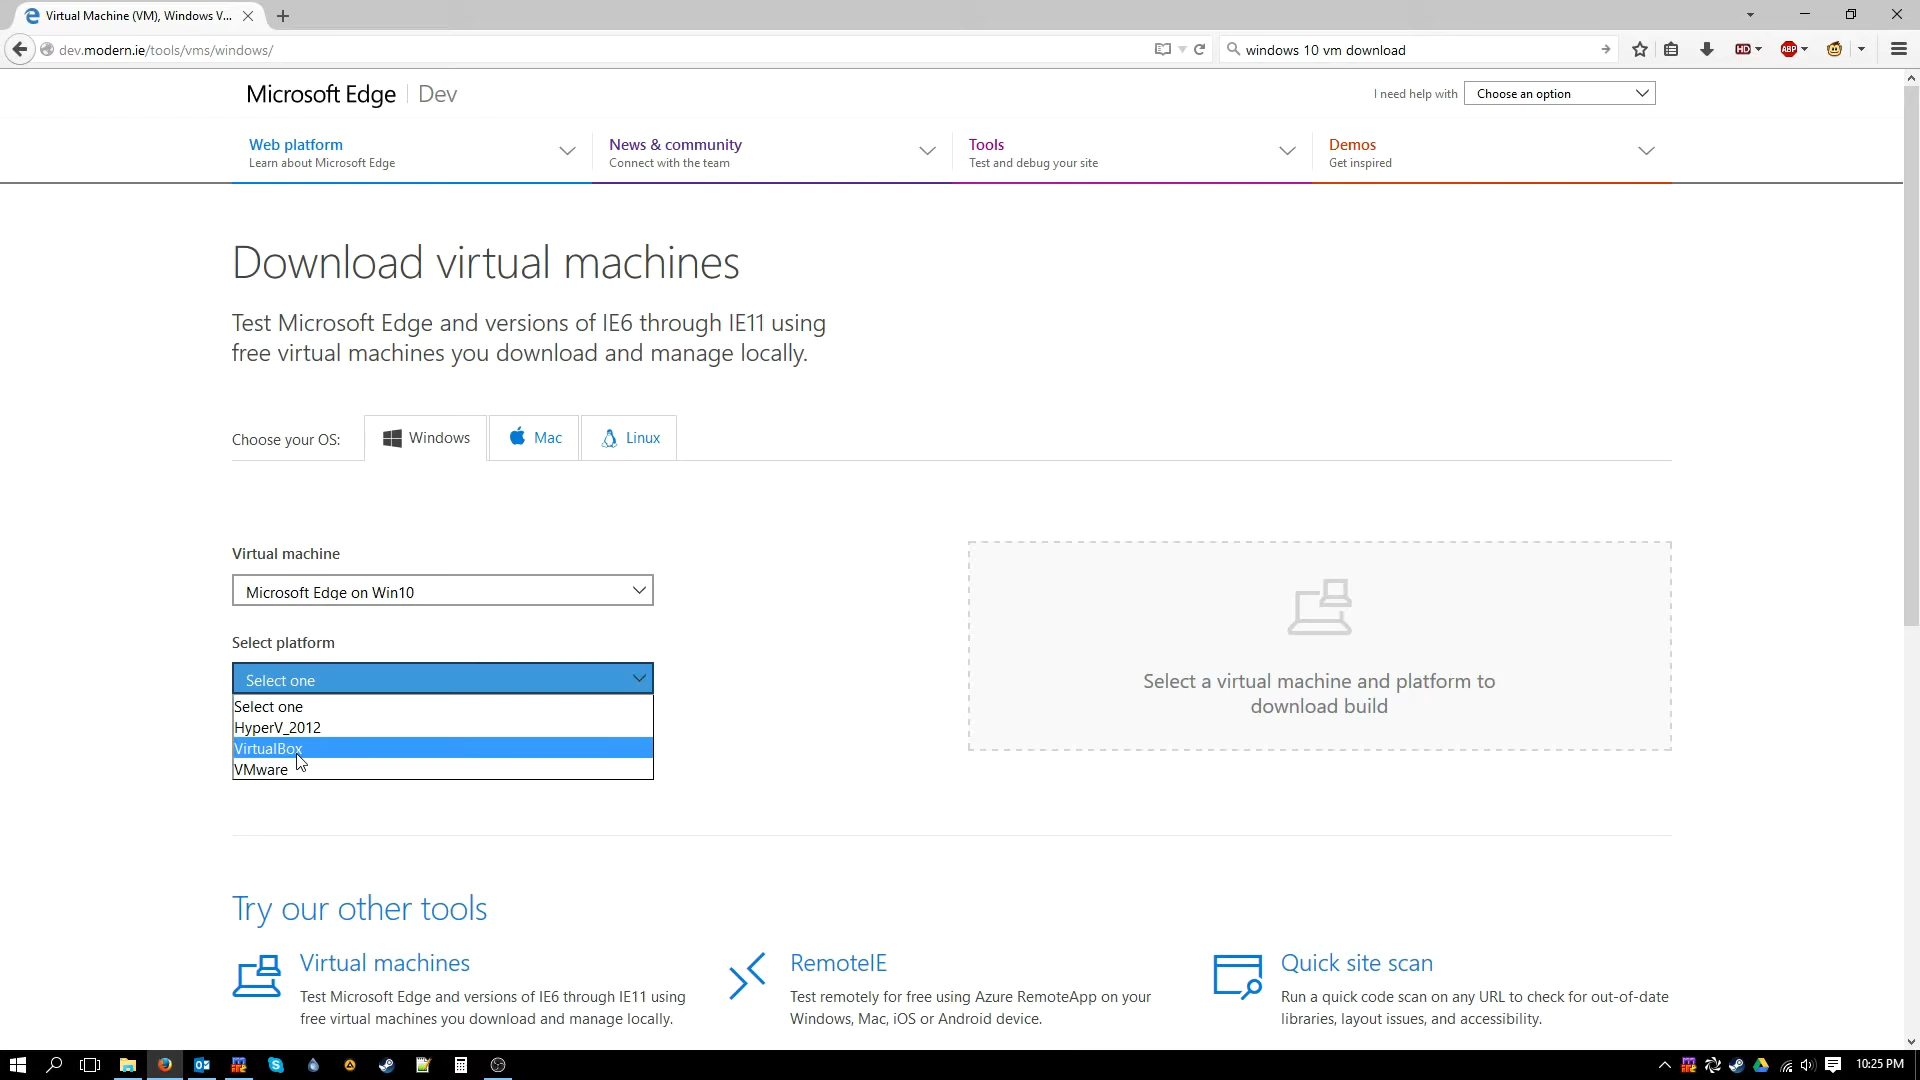 Virtual Machine (VM), Windows V...
dev.modern.ie/tools/vms/windows/
windows 10 vm download
HD
ABP
Microsoft Edge | Dev
I need help with
Choose an option
Web platform
Learn about Microsoft Edge
News & community
Connect with the team
Tools
Test and debug your site
Demos
Get inspired
Download virtual machines
Test Microsoft Edge and versions of IE6 through IE11 using
free virtual machines you download and manage locally.
Choose your OS:
Windows
Mac
Linux
Virtual machine
Microsoft Edge on Win10
Select platform
Select one
Select one
HyperV_2012
VirtualBox
VMware
Select a virtual machine and platform to
download build
Try our other tools
Virtual machines
Test Microsoft Edge and versions of IE6 through IE11 using
free virtual machines you download and manage locally.
RemoteIE
Test remotely for free using Azure RemoteApp on your
Windows, Mac, iOS or Android device.
Quick site scan
Run a quick code scan on any URL to check for out-of-date
libraries, layout issues, and accessibility.
10:25 PM